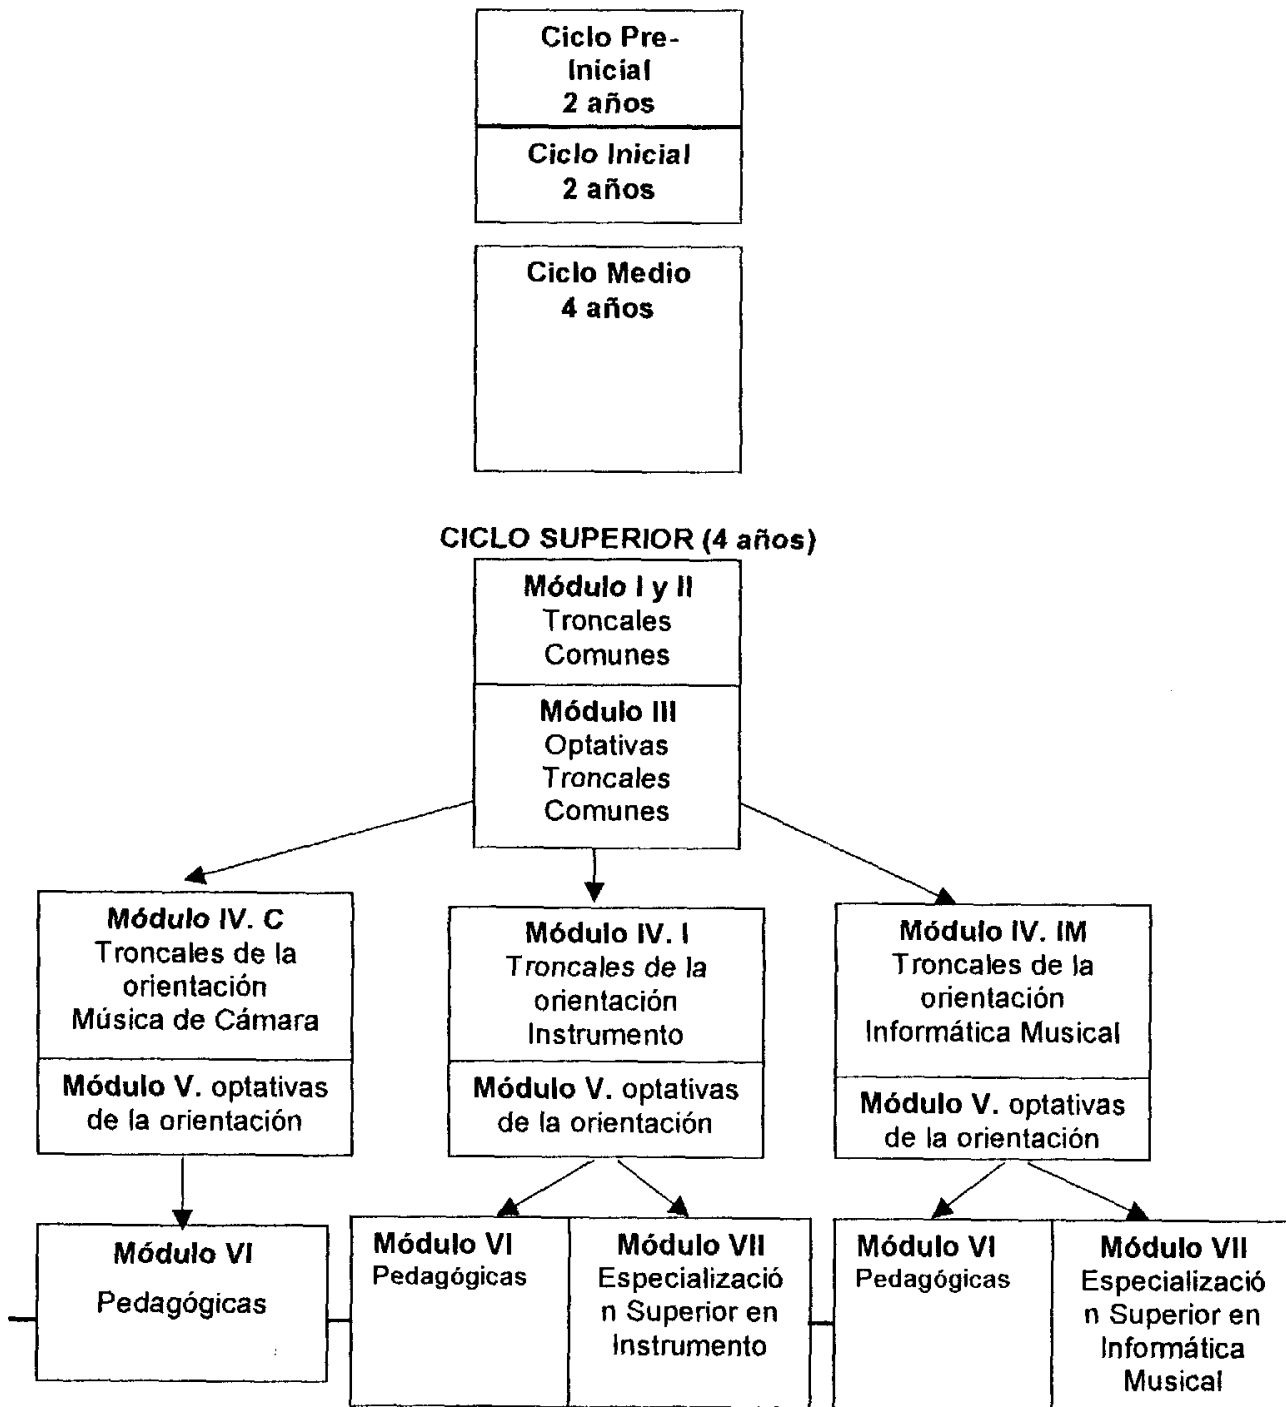 Ciclo Pre-
Inicial
2 años
Ciclo Inicial
2 años
Ciclo Medio
4 años
CICLO SUPERIOR (4 años)
Módulo I y II
Troncales
Comunes
Módulo III
Optativas
Troncales
Comunes
Módulo IV. C
Troncales de la
orientación
Música de Cámara
Módulo V. optativas
de la orientación
Módulo IV. I
Troncales de la
orientación
Instrumento
Módulo V. optativas
de la orientación
Módulo IV. IM
Troncales de la
orientación
Informática Musical
Módulo V. optativas
de la orientación
Módulo VI
Pedagógicas
Módulo VI
Pedagógicas
Módulo VII
Especializació
n Superior en
Instrumento
Módulo VI
Pedagógicas
Módulo VII
Especializació
n Superior en
Informática
Musical